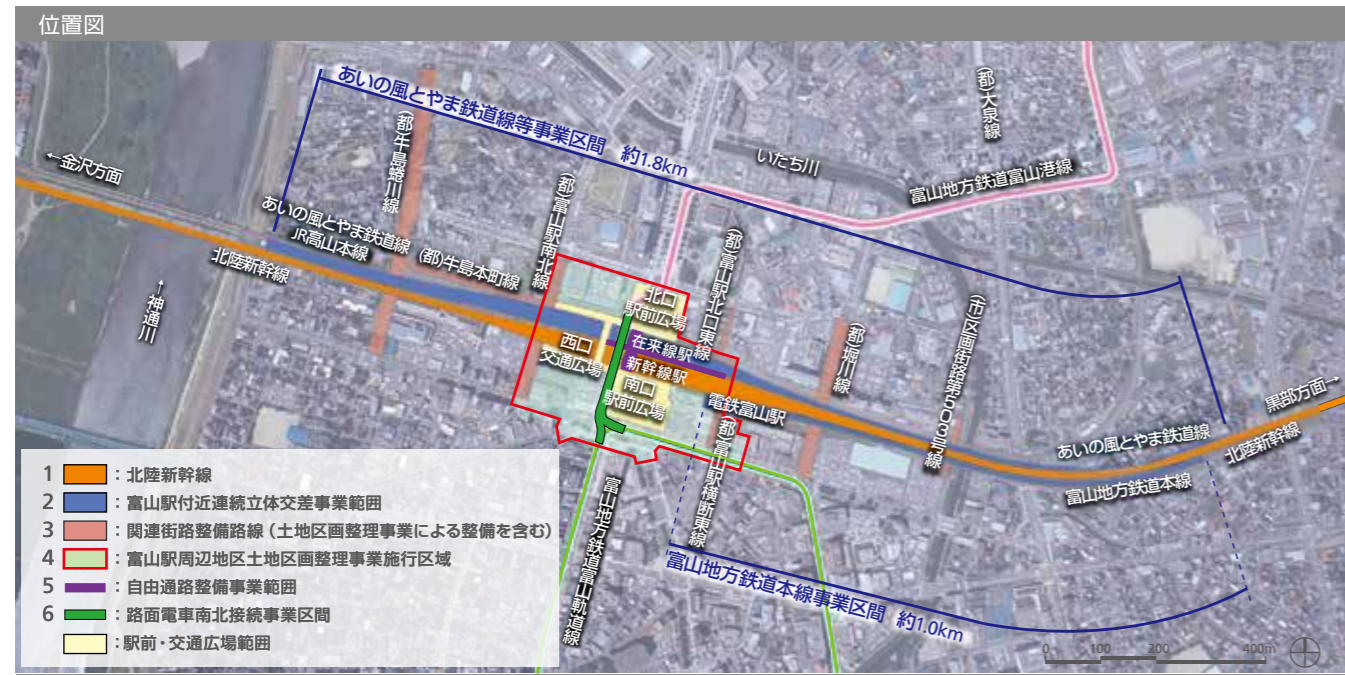 位置図
あいの風とやま鉄道線等事業区間 約1.8km
(都)大泉線
いたち川
富山地方鉄道富山港線
←金沢方面
(都)牛島蜷川線
(都)富山駅南北線
あいの風とやま鉄道線
JR高山本線
(都)牛島本町線
北陸新幹線
←神通川
(都)富山駅北口東線
北口
駅前広場
西口
交通広場
在来線駅
新幹線駅
南口
駅前広場
電鉄富山駅
(都)堀川線
(市)区画街路第503号線
黒部方面→
あいの風とやま鉄道線
北陸新幹線
富山地方鉄道本線
(都)富山駅横断東線
富山地方鉄道富山軌道線
富山地方鉄道本線事業区間 約1.0km
1 :北陸新幹線
2 :富山駅付近連続立体交差事業範囲
3 :関連街路整備路線(土地区画整理事業による整備を含む)
4 :富山駅周辺地区土地区画整理事業施行区域
5 :自由通路整備事業範囲
6 :路面電車南北接続事業区間
:駅前・交通広場範囲
0 100 200 400m